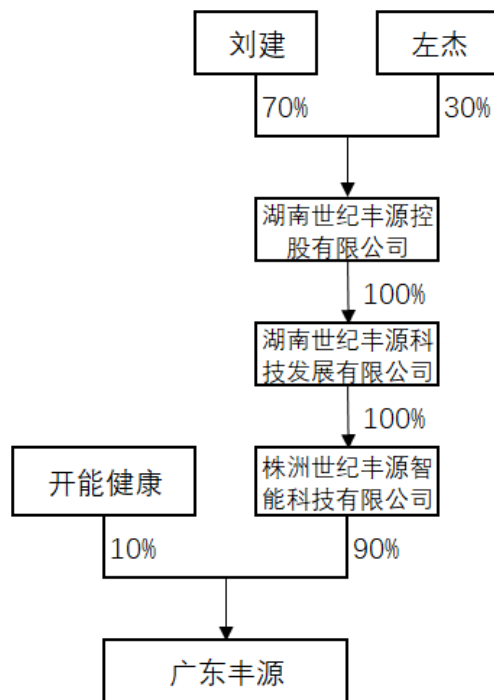 刘建
左杰
70%
30%
湖南世纪丰源控
股有限公司
100%
湖南世纪丰源科
技发展有限公司
100%
开能健康
株洲世纪丰源智
能科技有限公司
10%
90%
广东丰源